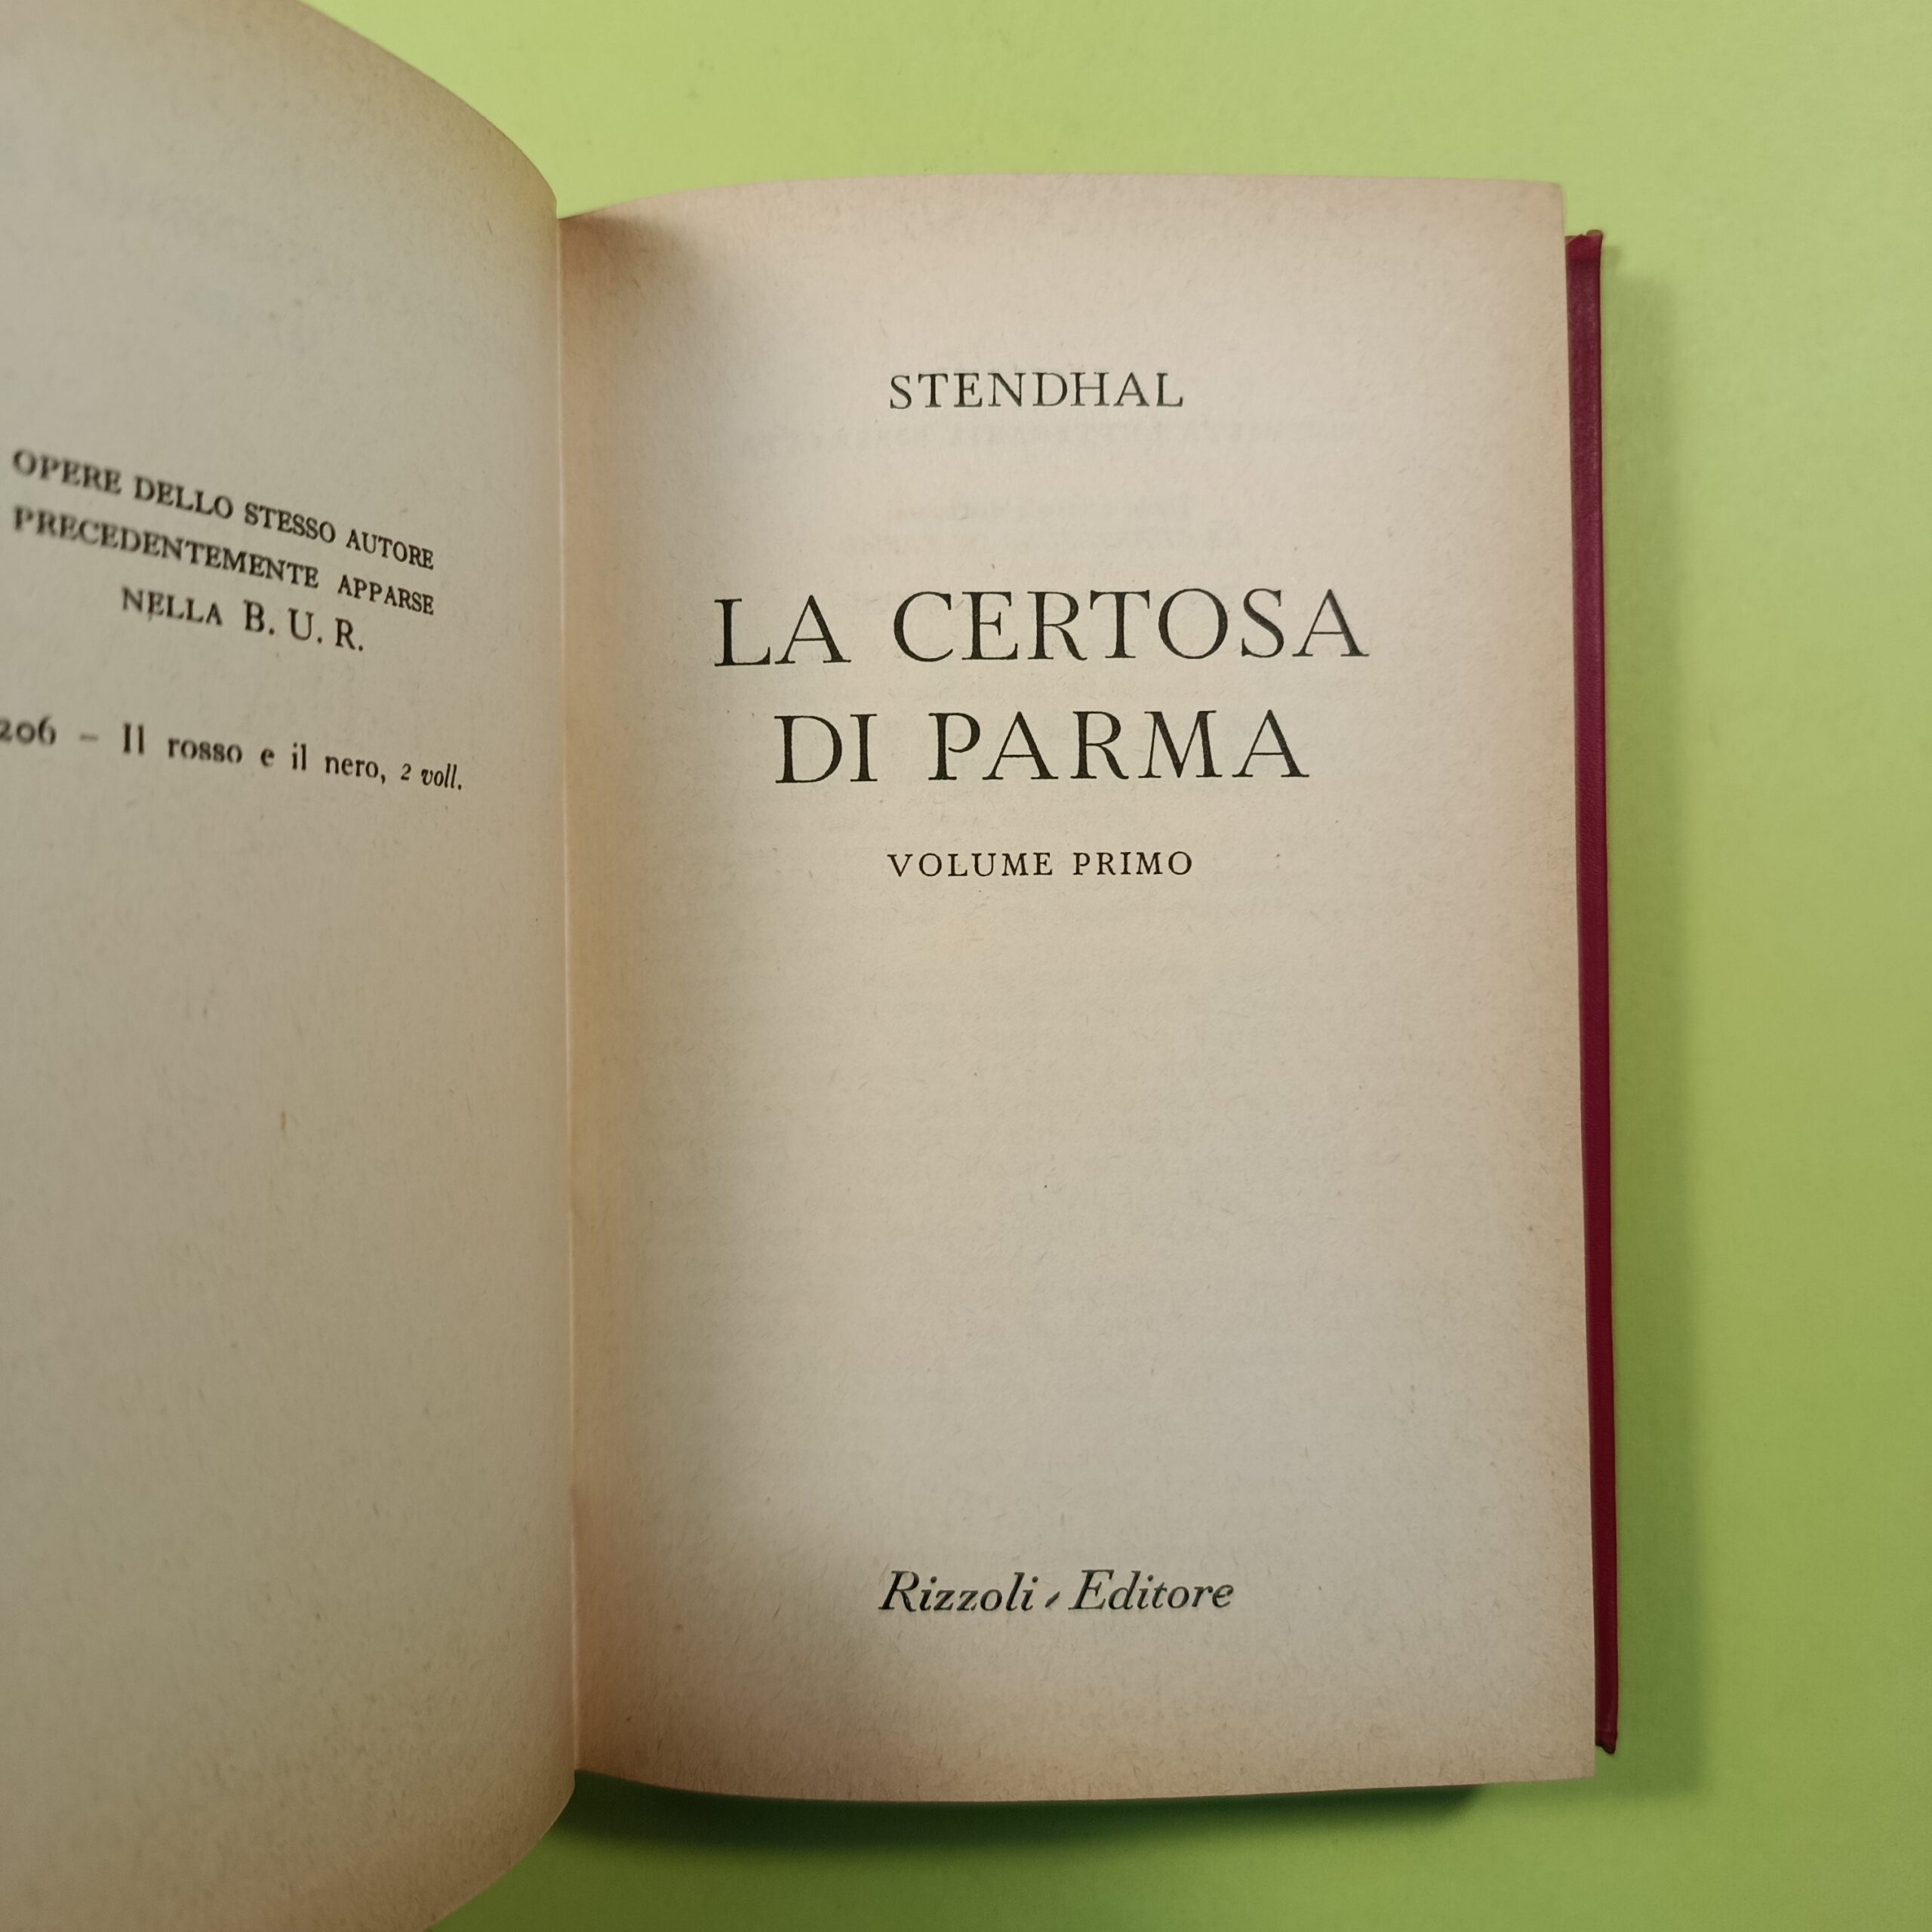 OPERE DELLO STESSO AUTORE
PRECEDENTEMENTE APPARSE
NELLA B. U. R.
206 – Il rosso e il nero, 2 voll.
STENDHAL
LA CERTOSA
DI PARMA
VOLUME PRIMO
Rizzoli - Editore